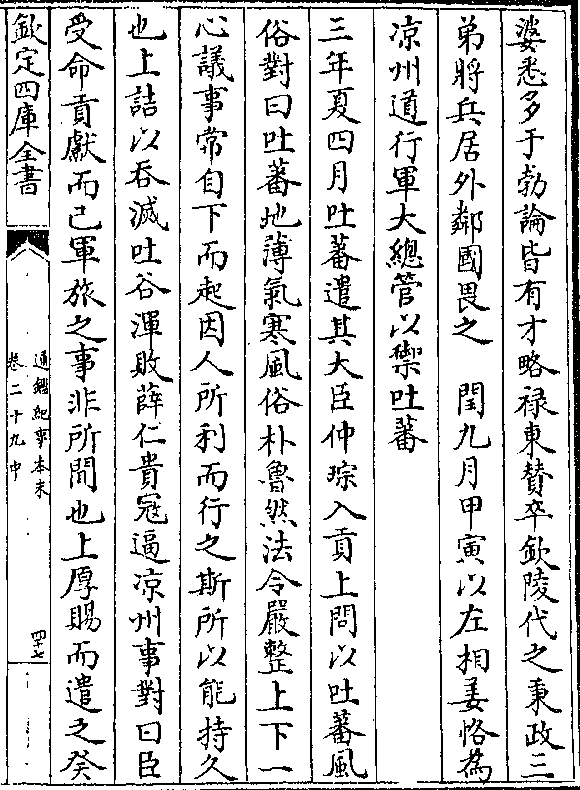 婆悉多于勃論皆有才略禄東贊卒欽陵代之秉政三
弟將兵居外鄰國畏之　閏九月甲寅以左相姜恪為
凉州道行軍大總管以禦吐蕃
三年夏四月吐蕃遣其大臣仲琮入貢上問以吐蕃風
俗對曰吐蕃地薄氣寒風俗朴魯然法令嚴整上下一
心議事常自下而起因人所利而行之斯所以能持久
也上詰以吞滅吐谷渾敗薛仁貴冦逼凉州事對曰臣
受命貢獻而已軍旅之事非所聞也上厚賜而遣之癸
欽定四庫全書
通鑑紀事本末
卷二十九中
四十七